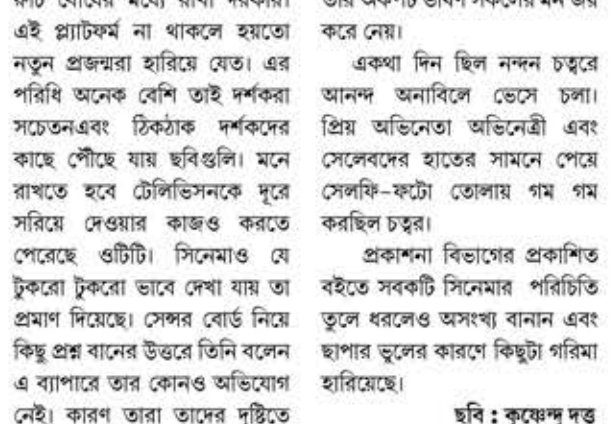 রুচি বোধের মধ্যে রাখা দরকার।
এই প্ল্যাটফর্ম না থাকলে হয়তো
নতুন প্রজন্মরা হারিয়ে যেত। এর
পরিধি অনেক বেশি তাই দর্শকরা
সচেতনএবং ঠিকঠাক দর্শকদের
কাছে পৌঁছে যায় ছবিগুলি। মনে
রাখতে হবে টেলিভিসনকে দূরে
সরিয়ে দেওয়ার কাজও করতে
পেরেছে ওটিটি। সিনেমাও যে
টুকরো টুকরো ভাবে দেখা যায় তা
প্রমাণ দিয়েছে। সেন্সর বোর্ড নিয়ে
কিছু প্রশ্ন বানের উত্তরে তিনি বলেন
এ ব্যাপারে তার কোনও অভিযোগ
নেই। কারণ তারা তাদের দৃষ্টিতে
তার অকপট ভাষণ সকলের মন জয়
করে নেয়।
একথা দিন ছিল নন্দন চত্বরে
আনন্দ অনাবিলে ভেসে চলা।
প্রিয় অভিনেতা অভিনেত্রী এবং
সেলেবদের হাতের সামনে পেয়ে
সেলফি-ফটো তোলায় গম গম
করছিল চত্বর।
প্রকাশনা বিভাগের প্রকাশিত
বইতে সবকটি সিনেমার পরিচিতি
তুলে ধরলেও অসংখ্য বানান এবং
ছাপার ভুলের কারণে কিছুটা গরিমা
হারিয়েছে।
ছবি : কৃষ্ণেন্দু দত্ত